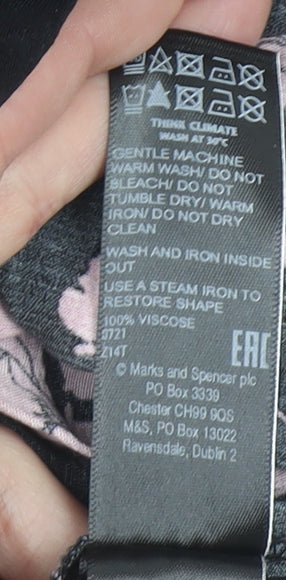 THINK CLIMATE
WASH AT 30°C
GENTLE MACHINE
WARM WASH/ DO NOT
BLEACH/ DO NOT
TUMBLE DRY/ WARM
IRON/ DO NOT DRY
CLEAN
WASH AND IRON INSIDE
OUT
USE A STEAM IRON TO
RESTORE SHAPE
100% VISCOSE
0721
Z14T
EAC
© Marks and Spencer plc
PO Box 3339
Chester CH99 9QS
M&S, PO Box 13022
Ravensdale, Dublin 2